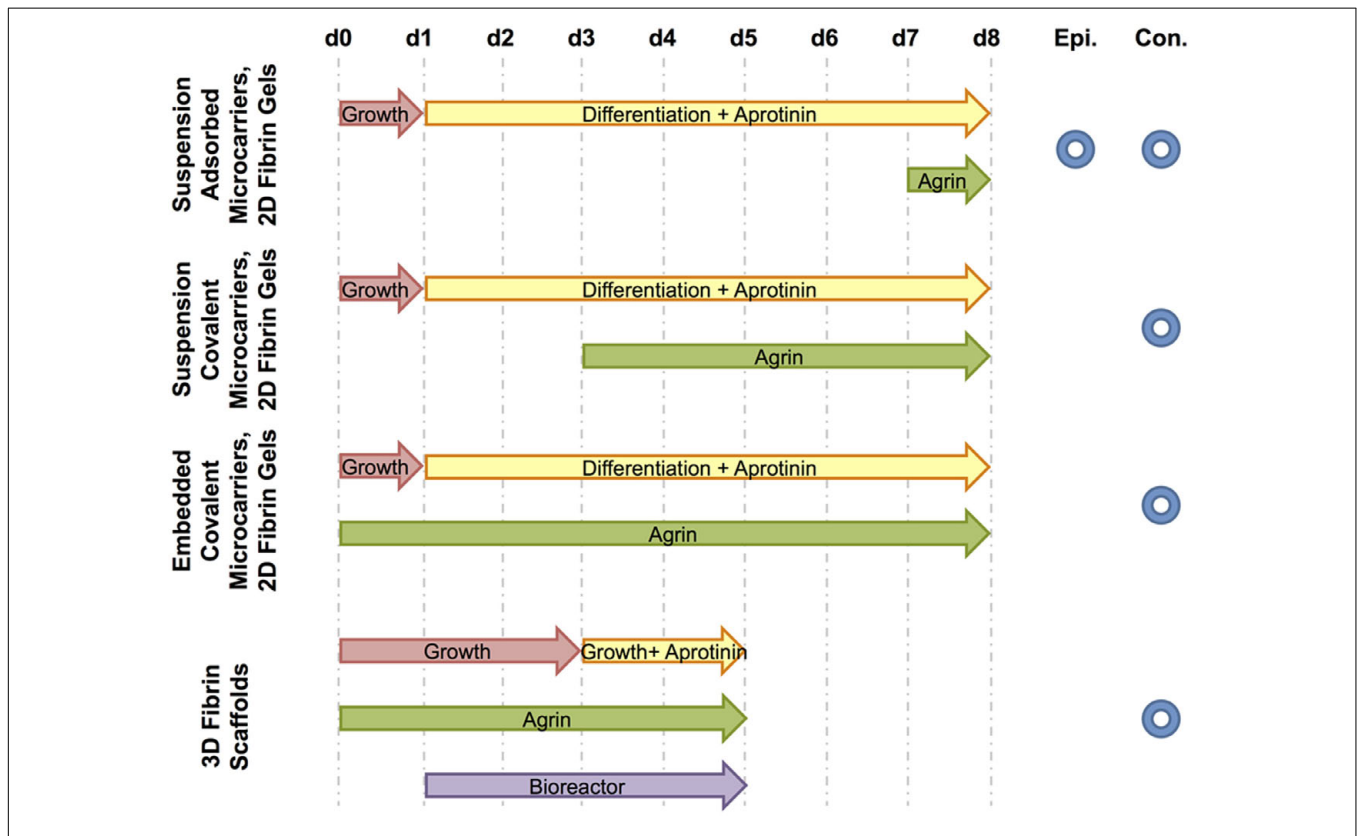 d0 d1 d2 d3 d4 d5 d6 d7 d8 Epi. Con.
Suspension
Adsorbed
Microcarriers,
2D Fibrin Gels
Growth
Differentiation + Aprotinin
Agrin
Suspension
Covalent
Microcarriers,
2D Fibrin Gels
Growth
Differentiation + Aprotinin
Agrin
Embedded
Covalent
Microcarriers,
2D Fibrin Gels
Growth
Differentiation + Aprotinin
Agrin
3D Fibrin
Scaffolds
Growth
Growth+ Aprotinin
Agrin
Bioreactor